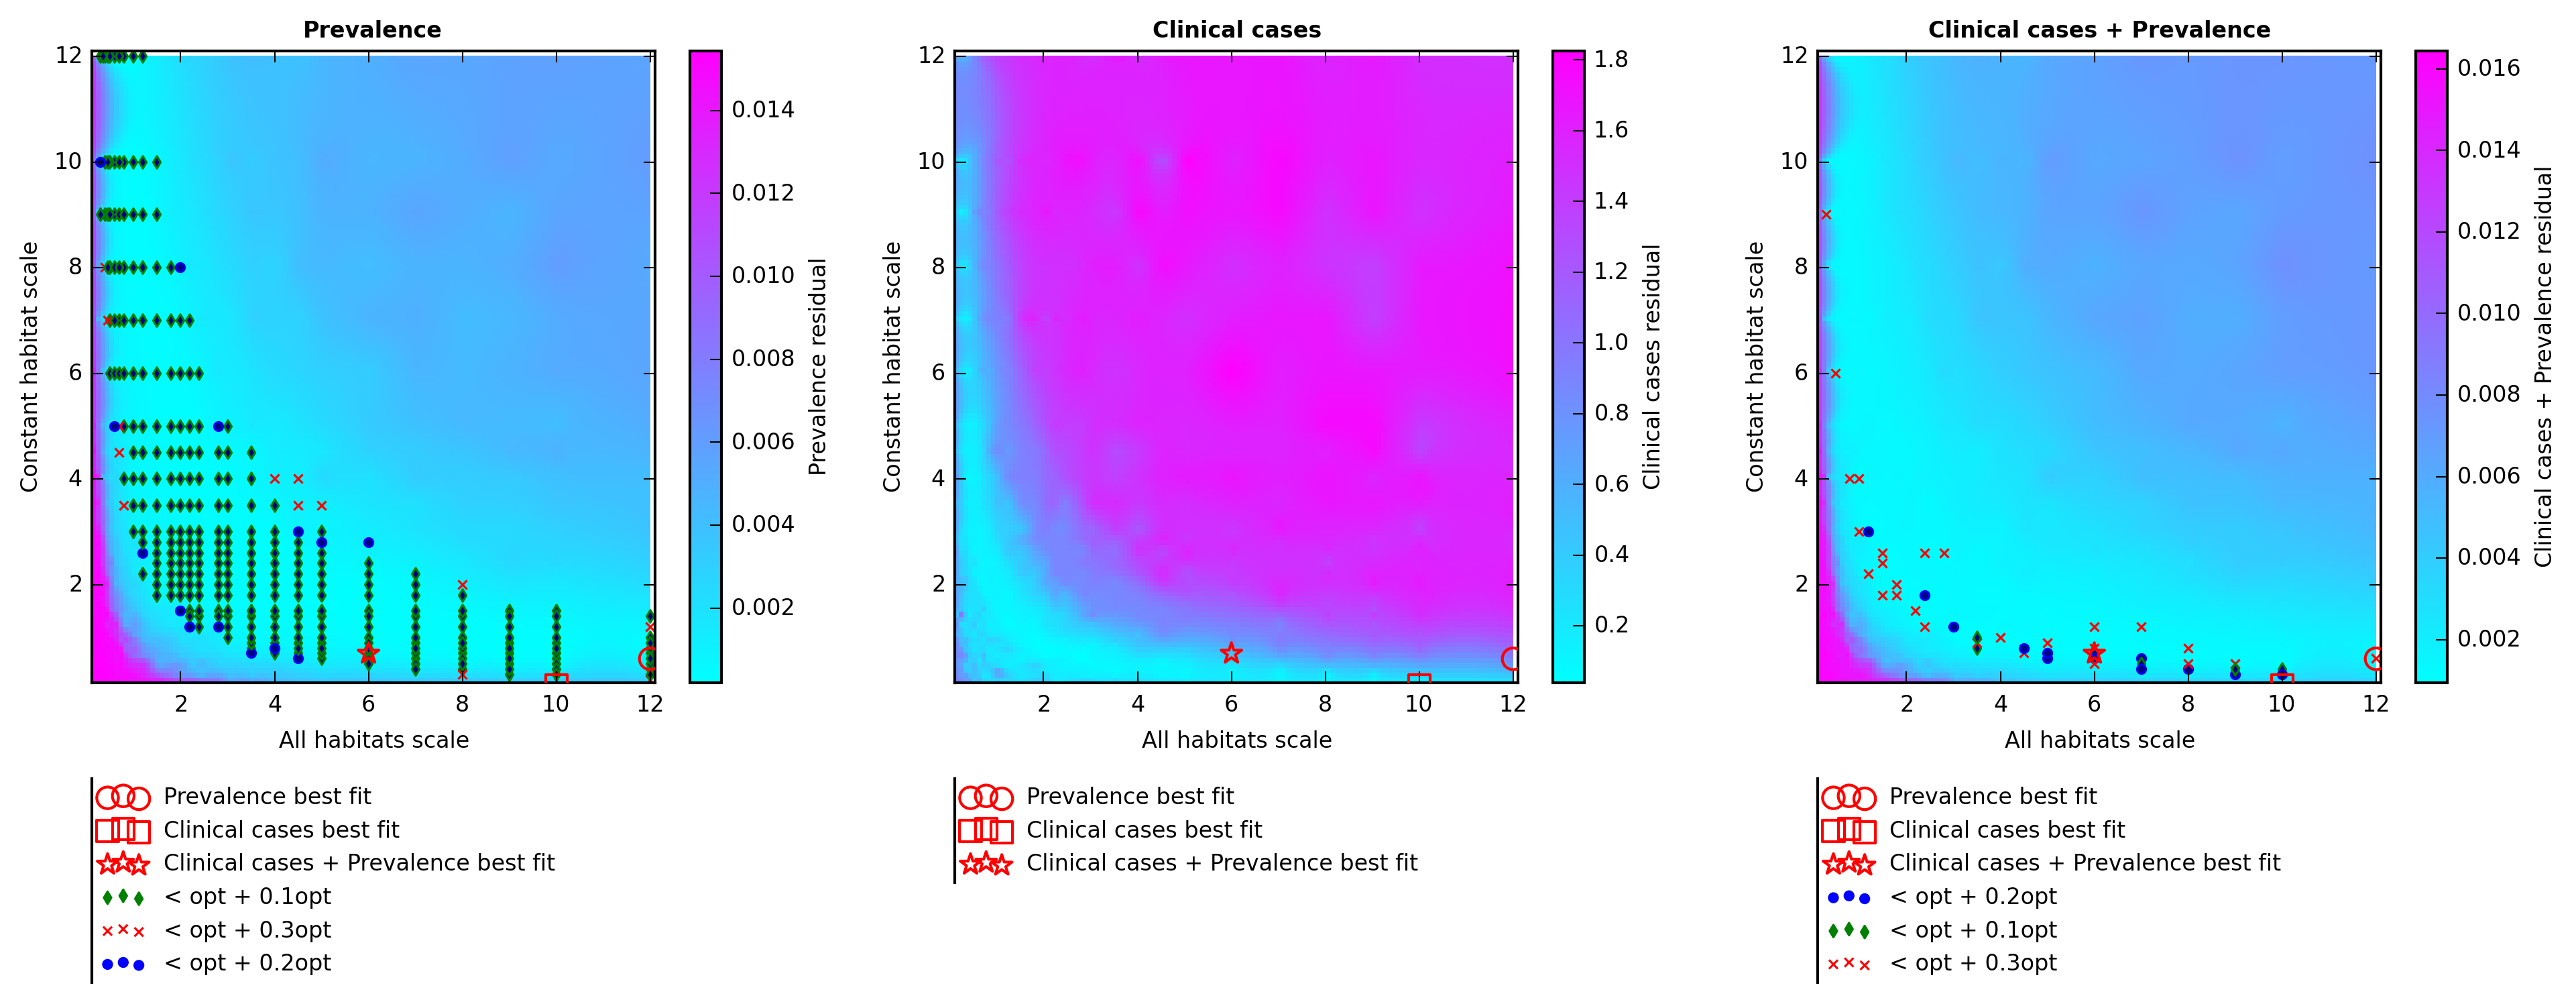 Prevalence
12
10
8
6
4
2
Constant habitat scale
2 4 6 8 10 12
All habitats scale
0.014
0.012
0.010
0.008
0.006
0.004
0.002
Prevalence residual
Prevalence best fit
Clinical cases best fit
Clinical cases + Prevalence best fit
< opt + 0.1opt
< opt + 0.3opt
< opt + 0.2opt
Clinical cases
12
10
8
6
4
2
Constant habitat scale
2 4 6 8 10 12
All habitats scale
1.8
1.6
1.4
1.2
1.0
0.8
0.6
0.4
0.2
Clinical cases residual
Prevalence best fit
Clinical cases best fit
Clinical cases + Prevalence best fit
Clinical cases + Prevalence
12
10
8
6
4
2
Constant habitat scale
2 4 6 8 10 12
All habitats scale
0.016
0.014
0.012
0.010
0.008
0.006
0.004
0.002
Clinical cases + Prevalence residual
Prevalence best fit
Clinical cases best fit
Clinical cases + Prevalence best fit
< opt + 0.2opt
< opt + 0.1opt
< opt + 0.3opt